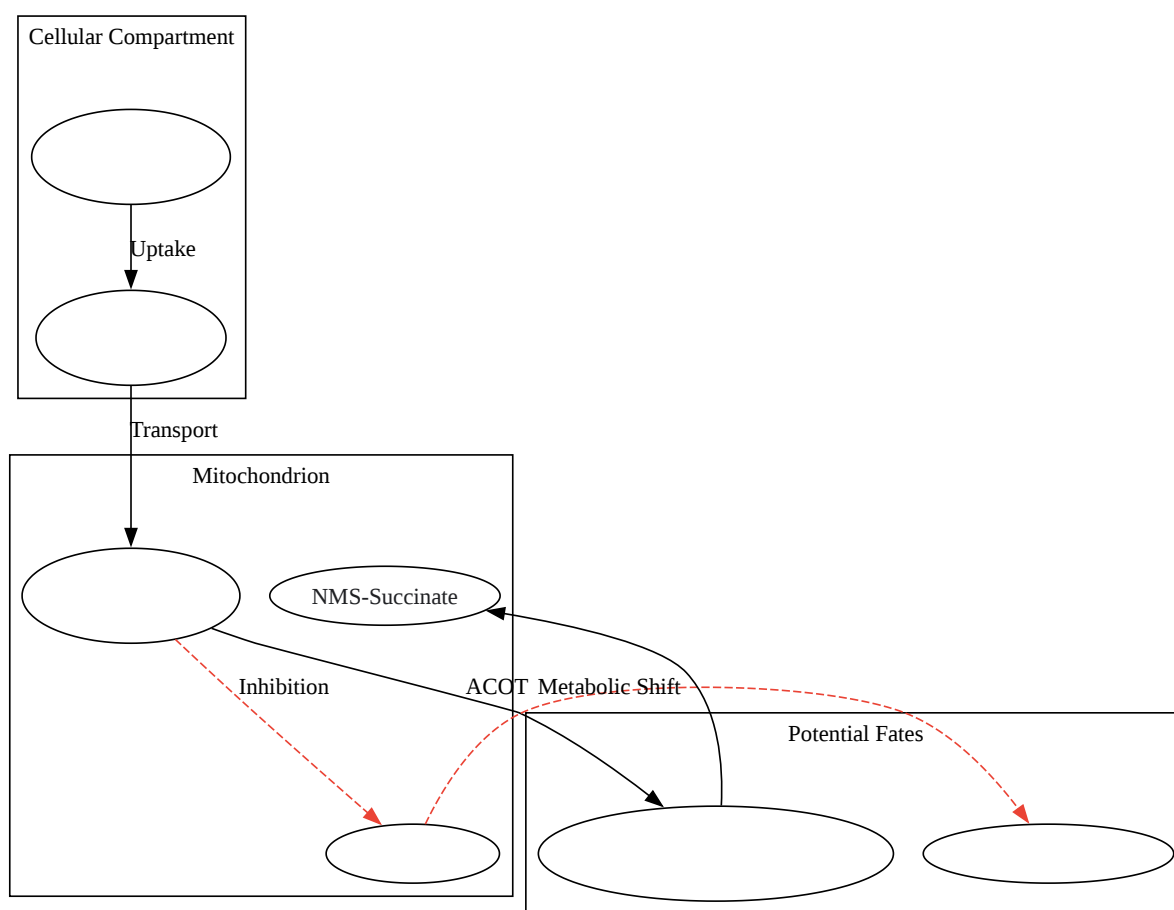 Cellular Compartment
Uptake
Transport
Mitochondrion
NMS-Succinate
Inhibition
ACOT
Metabolic Shift
Potential Fates